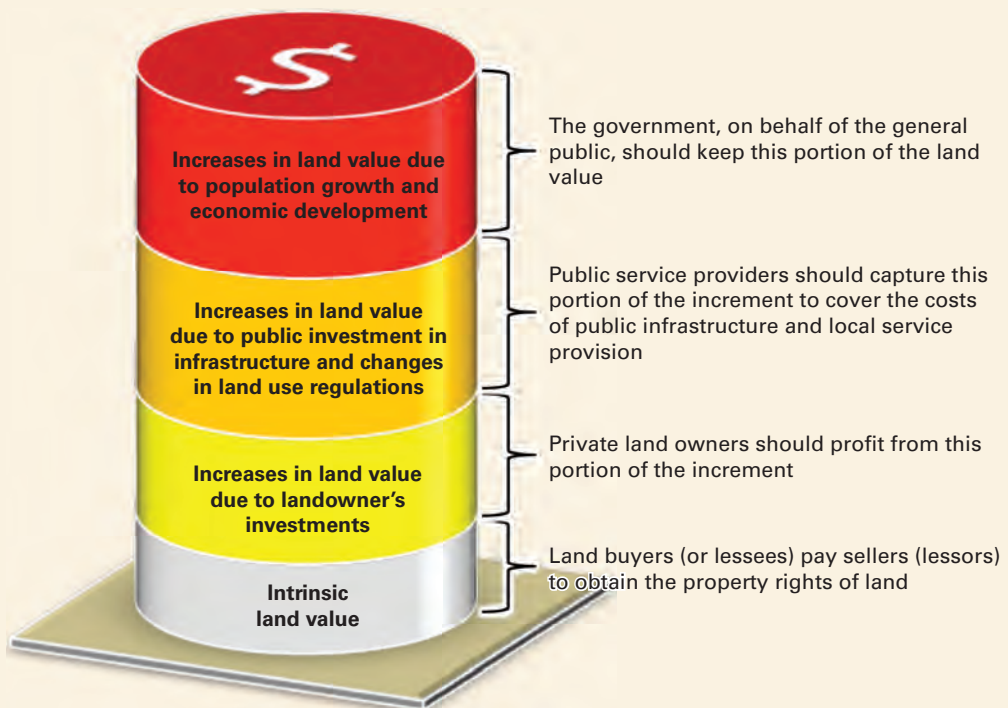 $
Increases in land value due
to population growth and
economic development
The government, on behalf of the general
public, should keep this portion of the land
value
Increases in land value
due to public investment in
infrastructure and changes
in land use regulations
Public service providers should capture this
portion of the increment to cover the costs
of public infrastructure and local service
provision
Increases in land value
due to landowner's
investments
Private land owners should profit from this
portion of the increment
Intrinsic
land value
Land buyers (or lessees) pay sellers (lessors)
to obtain the property rights of land